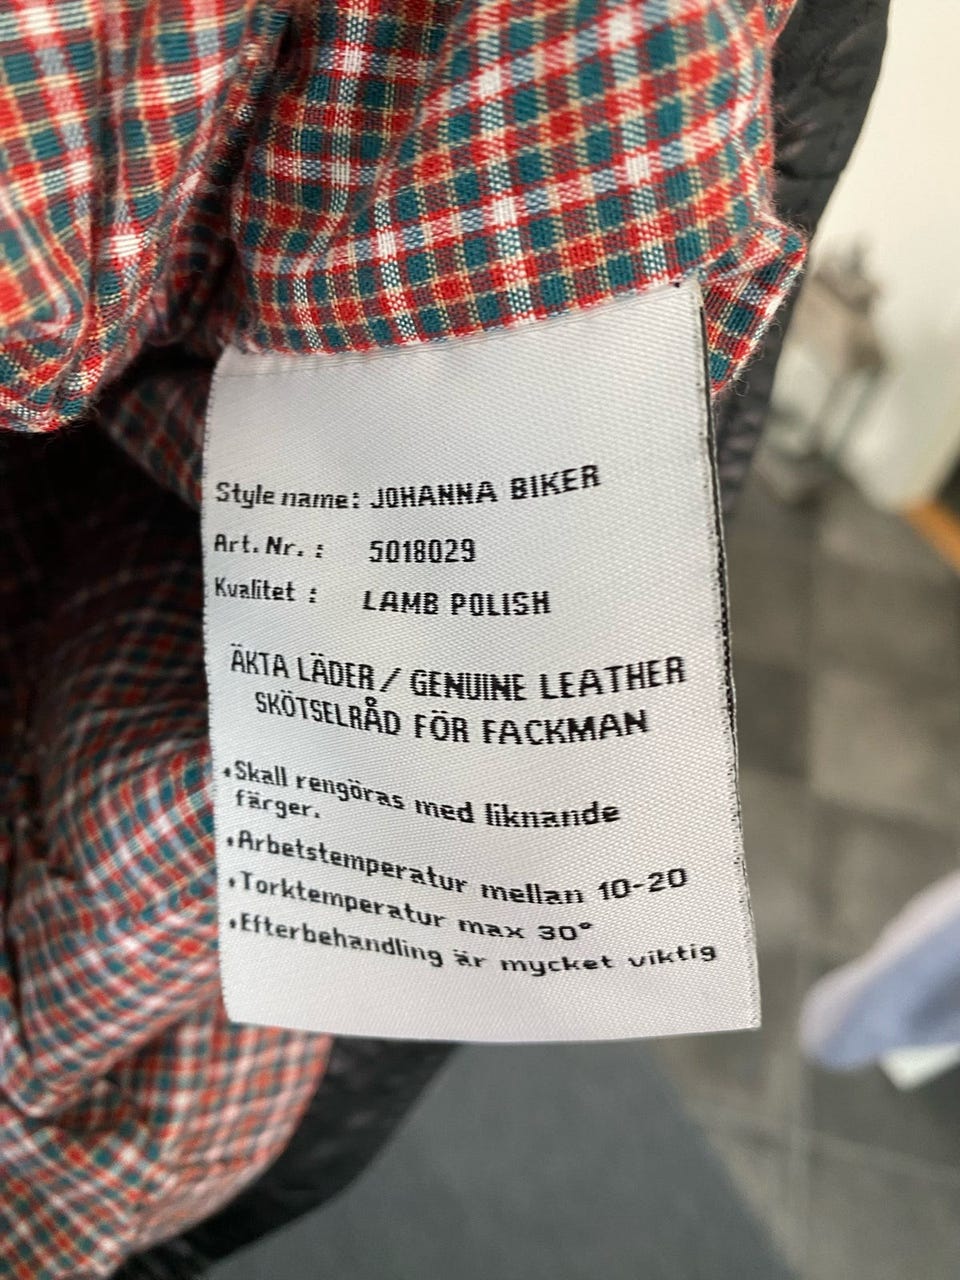 Style name: JOHANNA BIKER
Art.Nr. : 5018029
Kvalitet : LAMB POLISH
ÄKTA LÄDER / GENUINE LEATHER
SKÖTSELRÅD FÖR FACKMAN
•Skall rengöras med liknande
färger.
•Arbetstemperatur mellan 10-20
•Torktemperatur max 30°
•Efterbehandling är mycket viktig